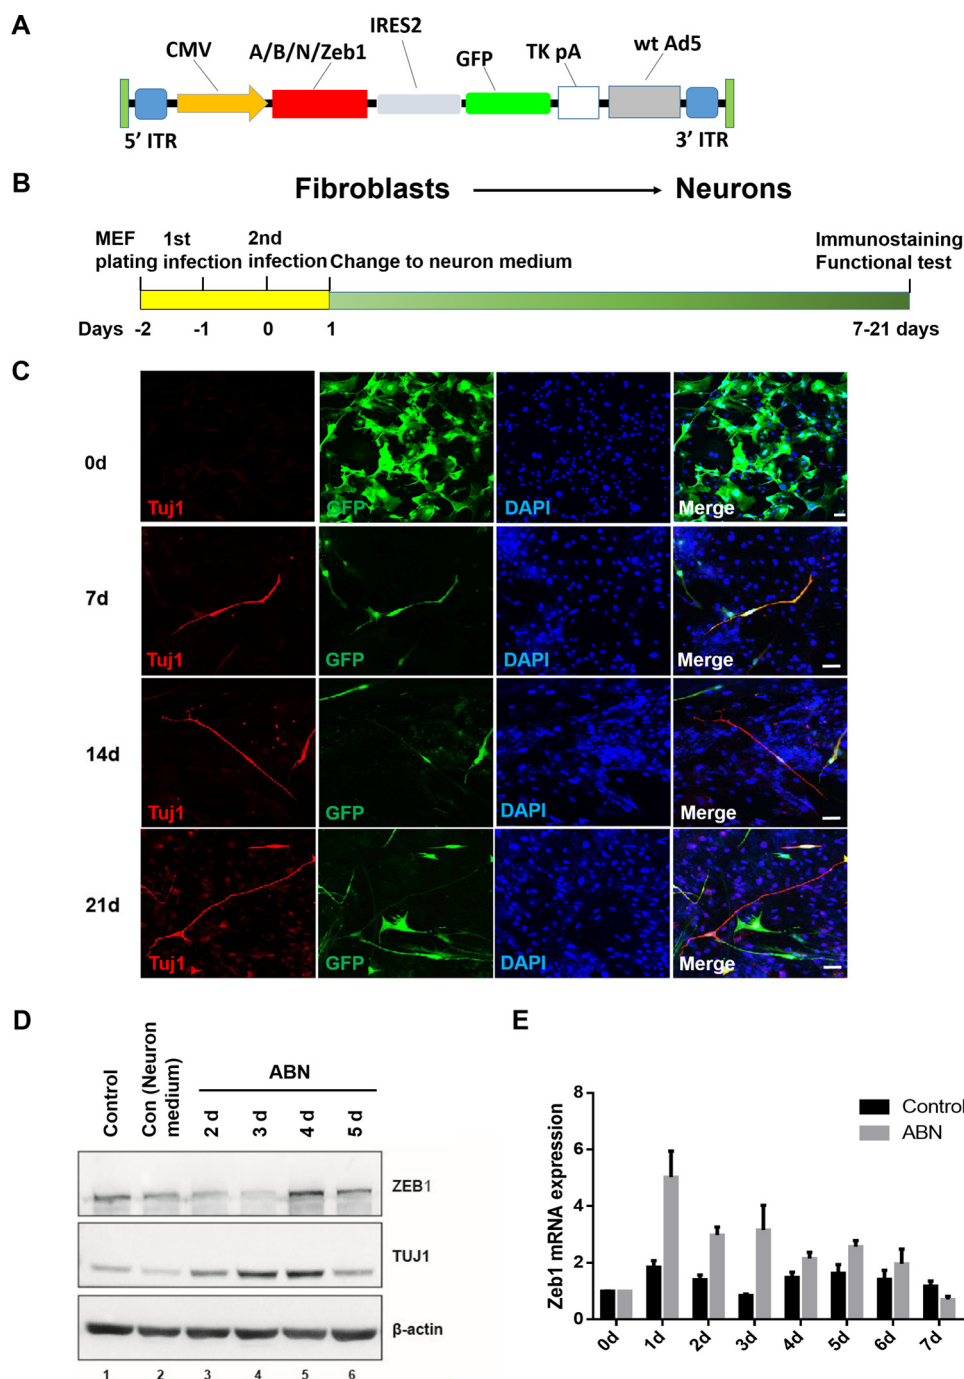 A
CMV
A/B/N/Zeb1
IRES2
GFP
TK pA
wt Ad5
5’ ITR
3’ ITR
B
Fibroblasts
Neurons
MEF plating
1st infection
2nd infection
Change to neuron medium
Immunostaining
Functional test
Days -2 -1 0 1 7-21 days
C
0d
Tuj1 GFP DAPI Merge
7d
Tuj1 GFP DAPI Merge
14d
Tuj1 GFP DAPI Merge
21d
Tuj1 GFP DAPI Merge
D
Control
Con (Neuron
medium)
ABN
2 d 3 d 4 d 5 d
ZEB1
TUJ1
β-actin
1 2 3 4 5 6
E
Zeb1 mRNA expression
8
6
4
2
0
Control
ABN
0d 1d 2d 3d 4d 5d 6d 7d